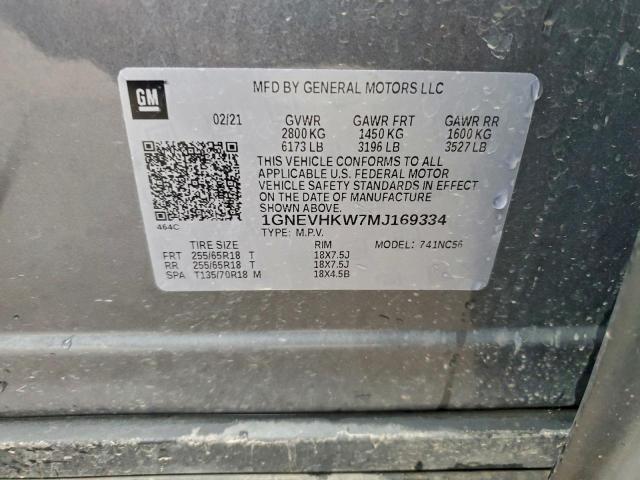 GM
MFD BY GENERAL MOTORS LLC
02/21 GVWR GAWR FRT GAWR RR
2800 KG 1450 KG 1600 KG
6173 LB 3196 LB 3527 LB
THIS VEHICLE CONFORMS TO ALL
APPLICABLE U.S. FEDERAL MOTOR
VEHICLE SAFETY STANDARDS IN EFFECT
ON THE DATE OF MANUFACTURE
SHOWN ABOVE.
464C
1GNEVHKW7MJ169334
TYPE: M.P.V. MODEL: 741NC56
TIRE SIZE RIM
FRT 255/65R18 T 18X7.5J
RR 255/65R18 T 18X7.5J
SPA T135/70R18 M 18X4.5B